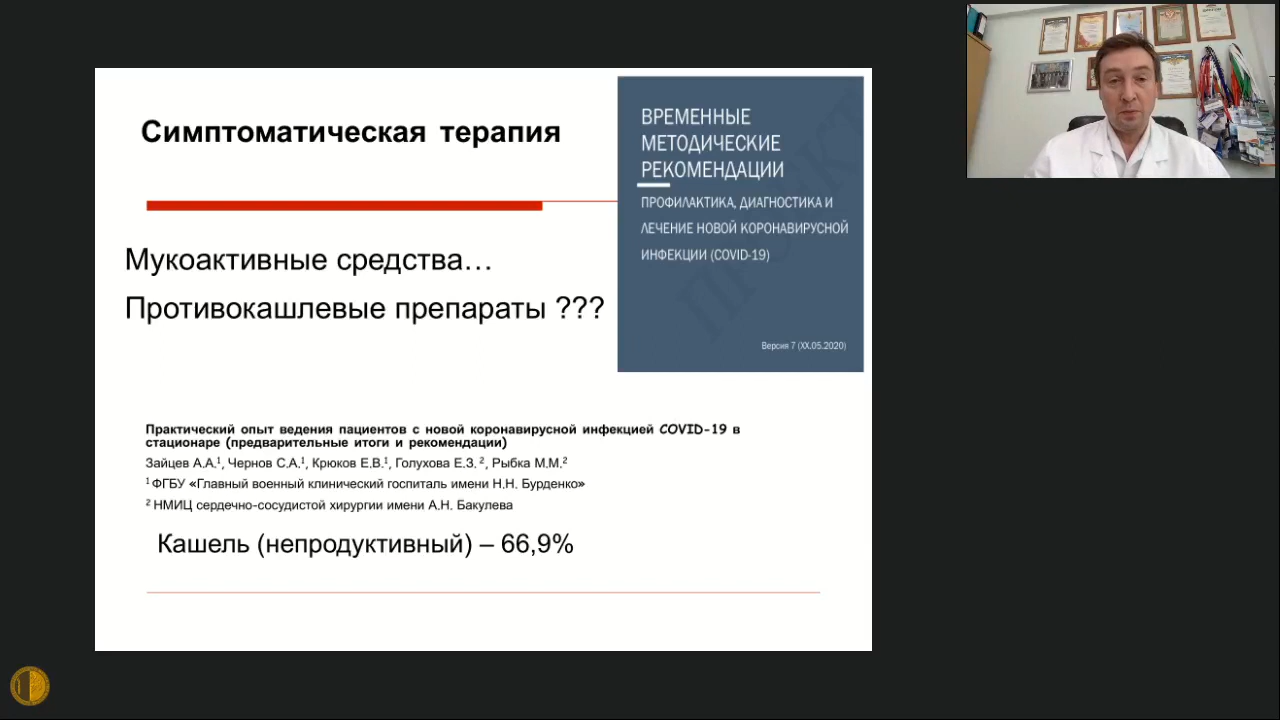 Симптоматическая терапия
ВРЕМЕННЫЕ
МЕТОДИЧЕСКИЕ
РЕКОМЕНДАЦИИ
ПРОФИЛАКТИКА, ДИАГНОСТИКА И
ЛЕЧЕНИЕ НОВОЙ КОРОНАВИРУСНОЙ
ИНФЕКЦИИ (COVID-19)
Версия 7 (XX.05.2020)
Мукоактивные средства…
Противокашлевые препараты ???
Практический опыт ведения пациентов с новой коронавирусной инфекцией COVID-19 в
стационаре (предварительные итоги и рекомендации)
Зайцев А.А.¹, Чернов С.А.¹, Крюков Е.В.¹, Голухова Е.З. ², Рыбка М.М.²
¹ ФГБУ «Главный военный клинический госпиталь имени Н.Н. Бурденко»
² НМИЦ сердечно-сосудистой хирургии имени А.Н. Бакулева
Кашель (непродуктивный) – 66,9%